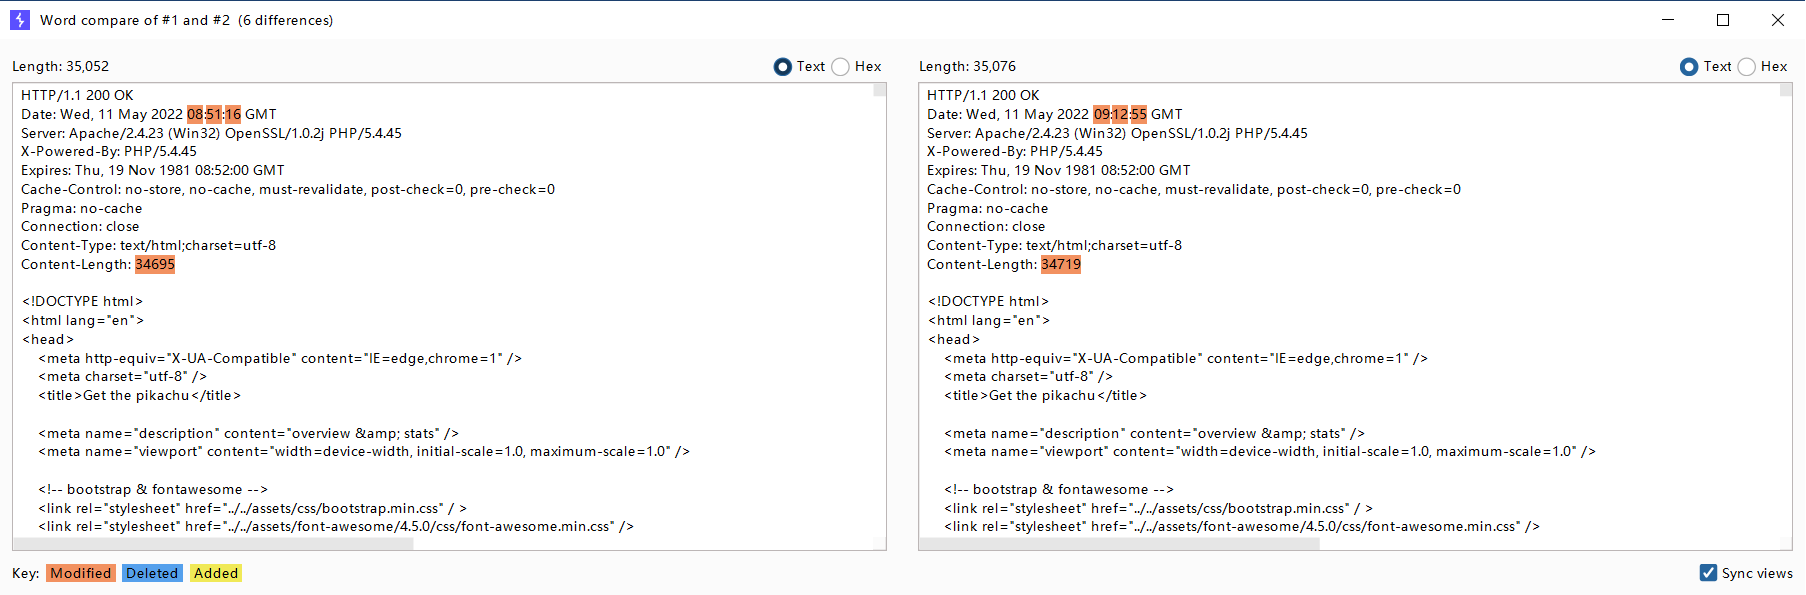 Word compare of #1 and #2  (6 differences)
Length: 35,052
Text
Hex
HTTP/1.1 200 OK
Date: Wed, 11 May 2022 08:51:16 GMT
Server: Apache/2.4.23 (Win32) OpenSSL/1.0.2j PHP/5.4.45
X-Powered-By: PHP/5.4.45
Expires: Thu, 19 Nov 1981 08:52:00 GMT
Cache-Control: no-store, no-cache, must-revalidate, post-check=0, pre-check=0
Pragma: no-cache
Connection: close
Content-Type: text/html;charset=utf-8
Content-Length: 34695
<!DOCTYPE html>
<html lang="en">
<head>
    <meta http-equiv="X-UA-Compatible" content="IE=edge,chrome=1" />
    <meta charset="utf-8" />
    <title>Get the pikachu</title>
    <meta name="description" content="overview &amp; stats" />
    <meta name="viewport" content="width=device-width, initial-scale=1.0, maximum-scale=1.0" />
    <!-- bootstrap & fontawesome -->
    <link rel="stylesheet" href="../../assets/css/bootstrap.min.css" / >
    <link rel="stylesheet" href="../../assets/font-awesome/4.5.0/css/font-awesome.min.css" />
Length: 35,076
Text
Hex
HTTP/1.1 200 OK
Date: Wed, 11 May 2022 09:12:55 GMT
Server: Apache/2.4.23 (Win32) OpenSSL/1.0.2j PHP/5.4.45
X-Powered-By: PHP/5.4.45
Expires: Thu, 19 Nov 1981 08:52:00 GMT
Cache-Control: no-store, no-cache, must-revalidate, post-check=0, pre-check=0
Pragma: no-cache
Connection: close
Content-Type: text/html;charset=utf-8
Content-Length: 34719
<!DOCTYPE html>
<html lang="en">
<head>
    <meta http-equiv="X-UA-Compatible" content="IE=edge,chrome=1" />
    <meta charset="utf-8" />
    <title>Get the pikachu</title>
    <meta name="description" content="overview &amp; stats" />
    <meta name="viewport" content="width=device-width, initial-scale=1.0, maximum-scale=1.0" />
    <!-- bootstrap & fontawesome -->
    <link rel="stylesheet" href="../../assets/css/bootstrap.min.css" / >
    <link rel="stylesheet" href="../../assets/font-awesome/4.5.0/css/font-awesome.min.css" />
Key: Modified Deleted Added
Sync views